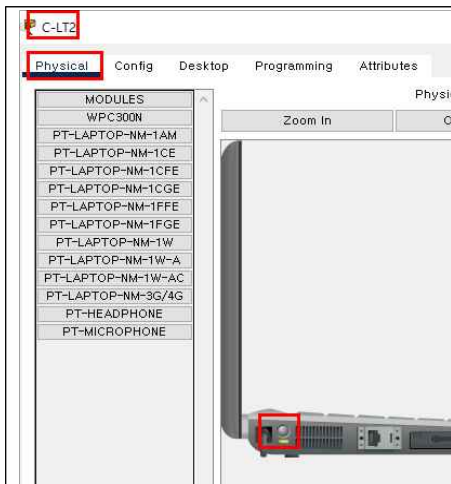 C-LT2
Physical Config Desktop Programming Attributes
MODULES
WPC300N
PT-LAPTOP-NM-1AM
PT-LAPTOP-NM-1CE
PT-LAPTOP-NM-1CFE
PT-LAPTOP-NM-1CGE
PT-LAPTOP-NM-1FFE
PT-LAPTOP-NM-1FGE
PT-LAPTOP-NM-1W
PT-LAPTOP-NM-1W-A
PT-LAPTOP-NM-1W-AC
PT-LAPTOP-NM-3G/4G
PT-HEADPHONE
PT-MICROPHONE
Physi
Zoom In